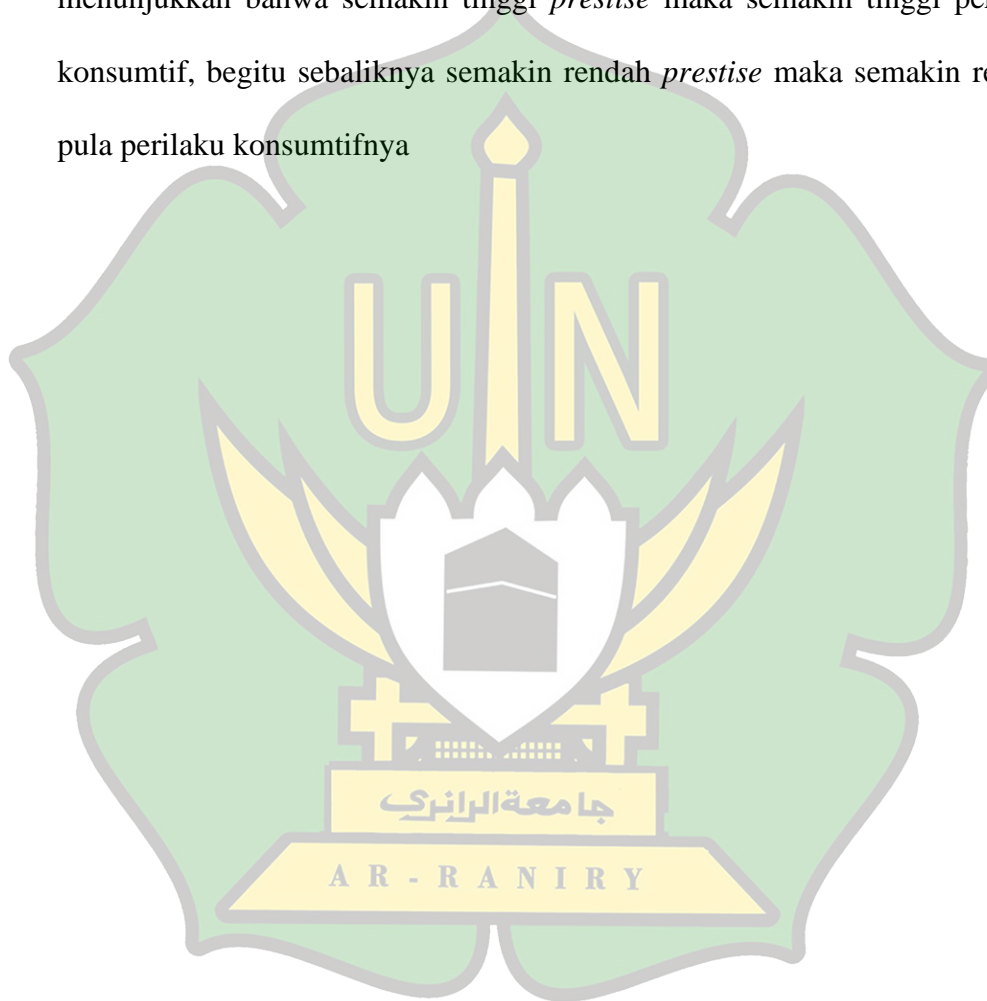 menunjukkan bahwa semakin tinggi prestise maka semakin tinggi
konsumtif, begitu sebaliknya semakin rendah prestise maka semakin
pula perilaku konsumtifnya
U N
جامعةالرانري
AR - RANIRY